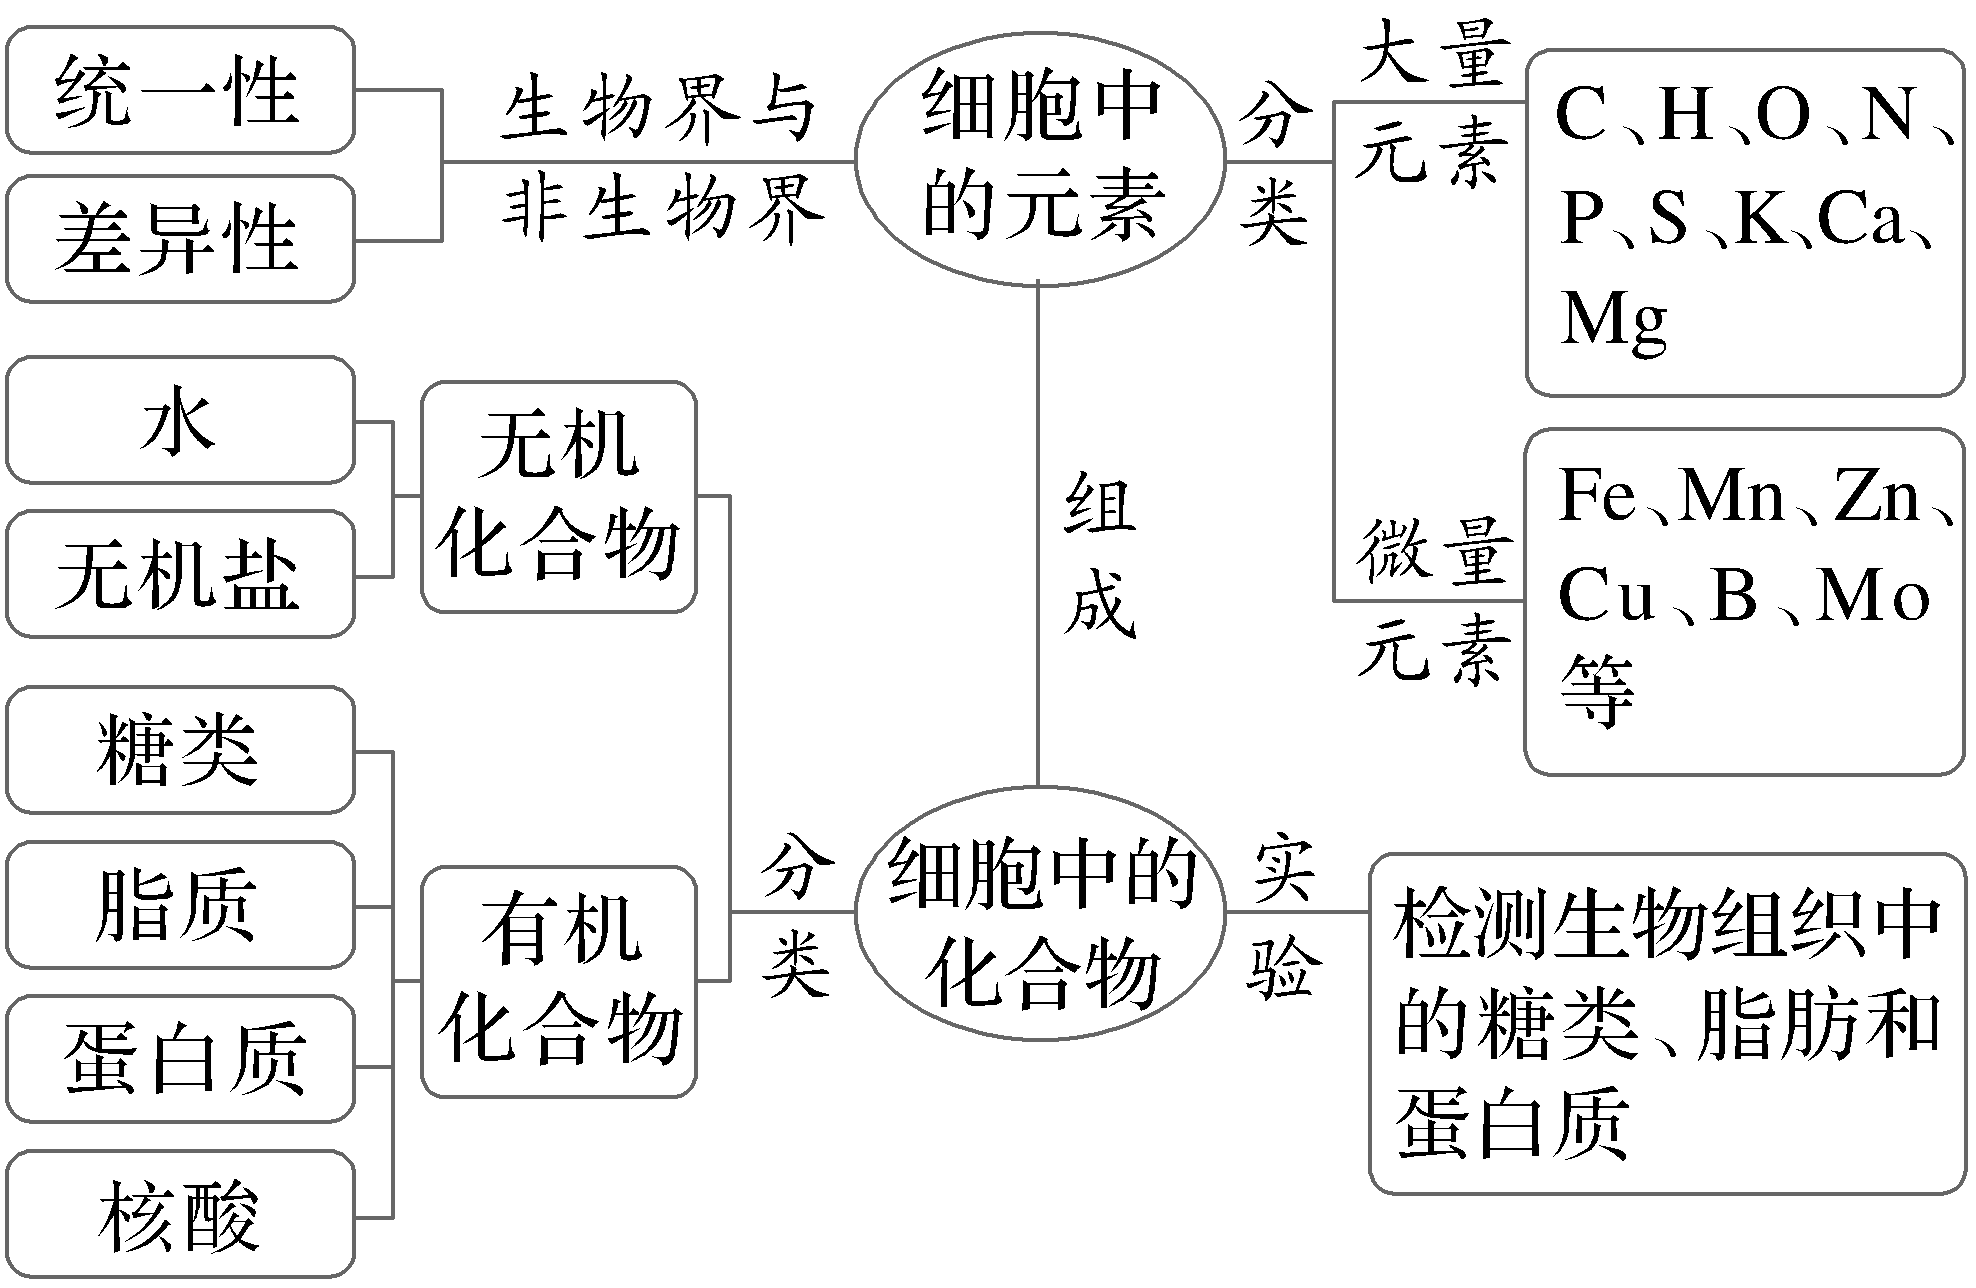 统一性
差异性
生物界与
非生物界
细胞中
的元素
分
类
大量
元素
C、H、O、N、
P、S、K、Ca、
Mg
微量
元素
Fe、Mn、Zn、
Cu、B、Mo
等
组
成
水
无机盐
无机
化合物
糖类
脂质
蛋白质
核酸
有机
化合物
分
类
细胞中的
化合物
实
验
检测生物组织中
的糖类、脂肪和
蛋白质